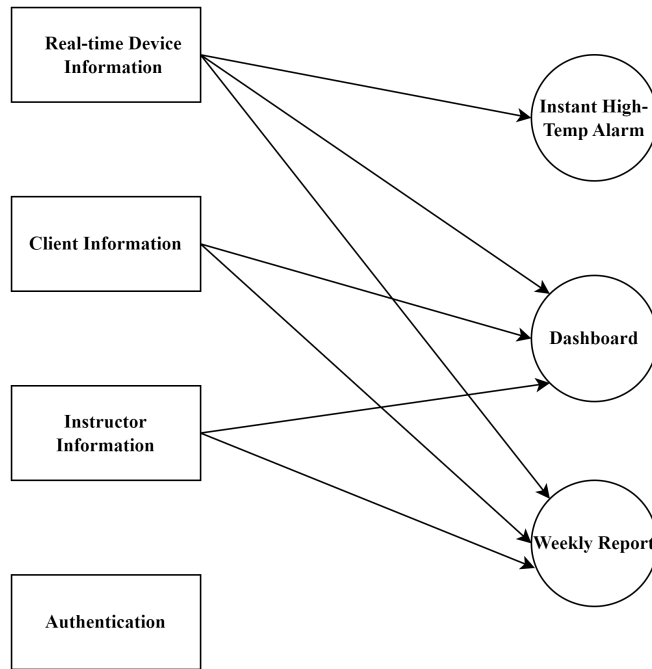 Real-time Device
Information
Instant High-
Temp Alarm
Client Information
Dashboard
Instructor
Information
Weekly Report
Authentication